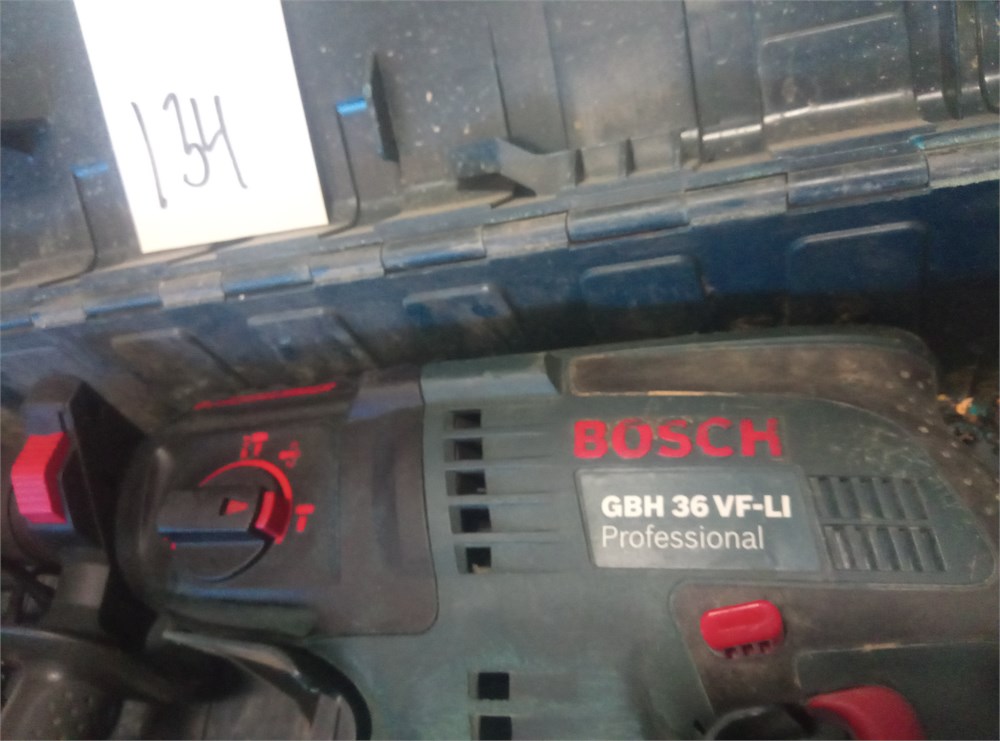 134
BOSCH
GBH 36 VF-LI
Professional